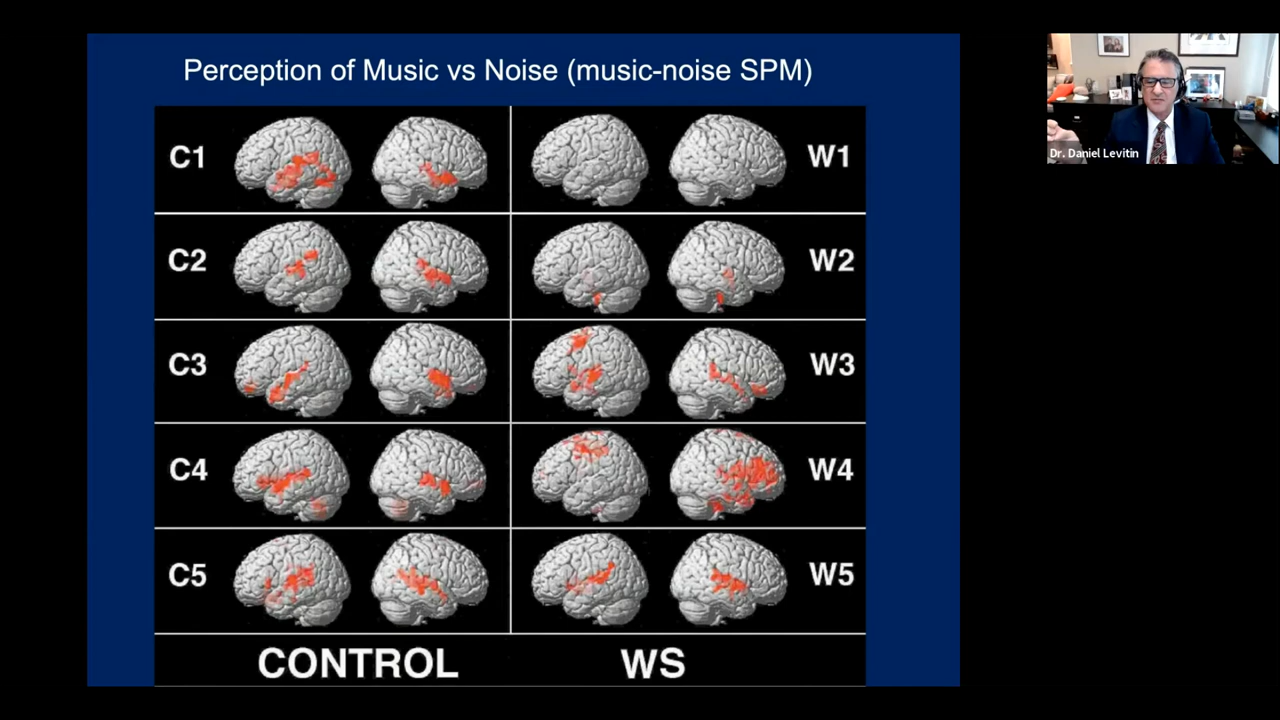 Perception of Music vs Noise (music-noise SPM)
Dr. Daniel Levitin
C1
W1
C2
W2
C3
W3
C4
W4
C5
W5
CONTROL
WS